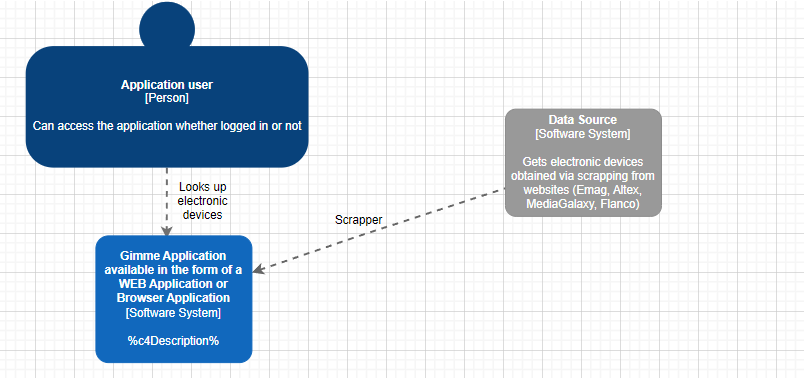 Application user
[Person]
Can access the application whether logged in or not
Looks up
electronic
devices
Data Source
[Software System]
Gets electronic devices
obtained via scrapping from
websites (Emag, Altex,
MediaGalaxy, Flanco)
Scrapper
Gimme Application
available in the form of a
WEB Application or
Browser Application
[Software System]
%c4Description%